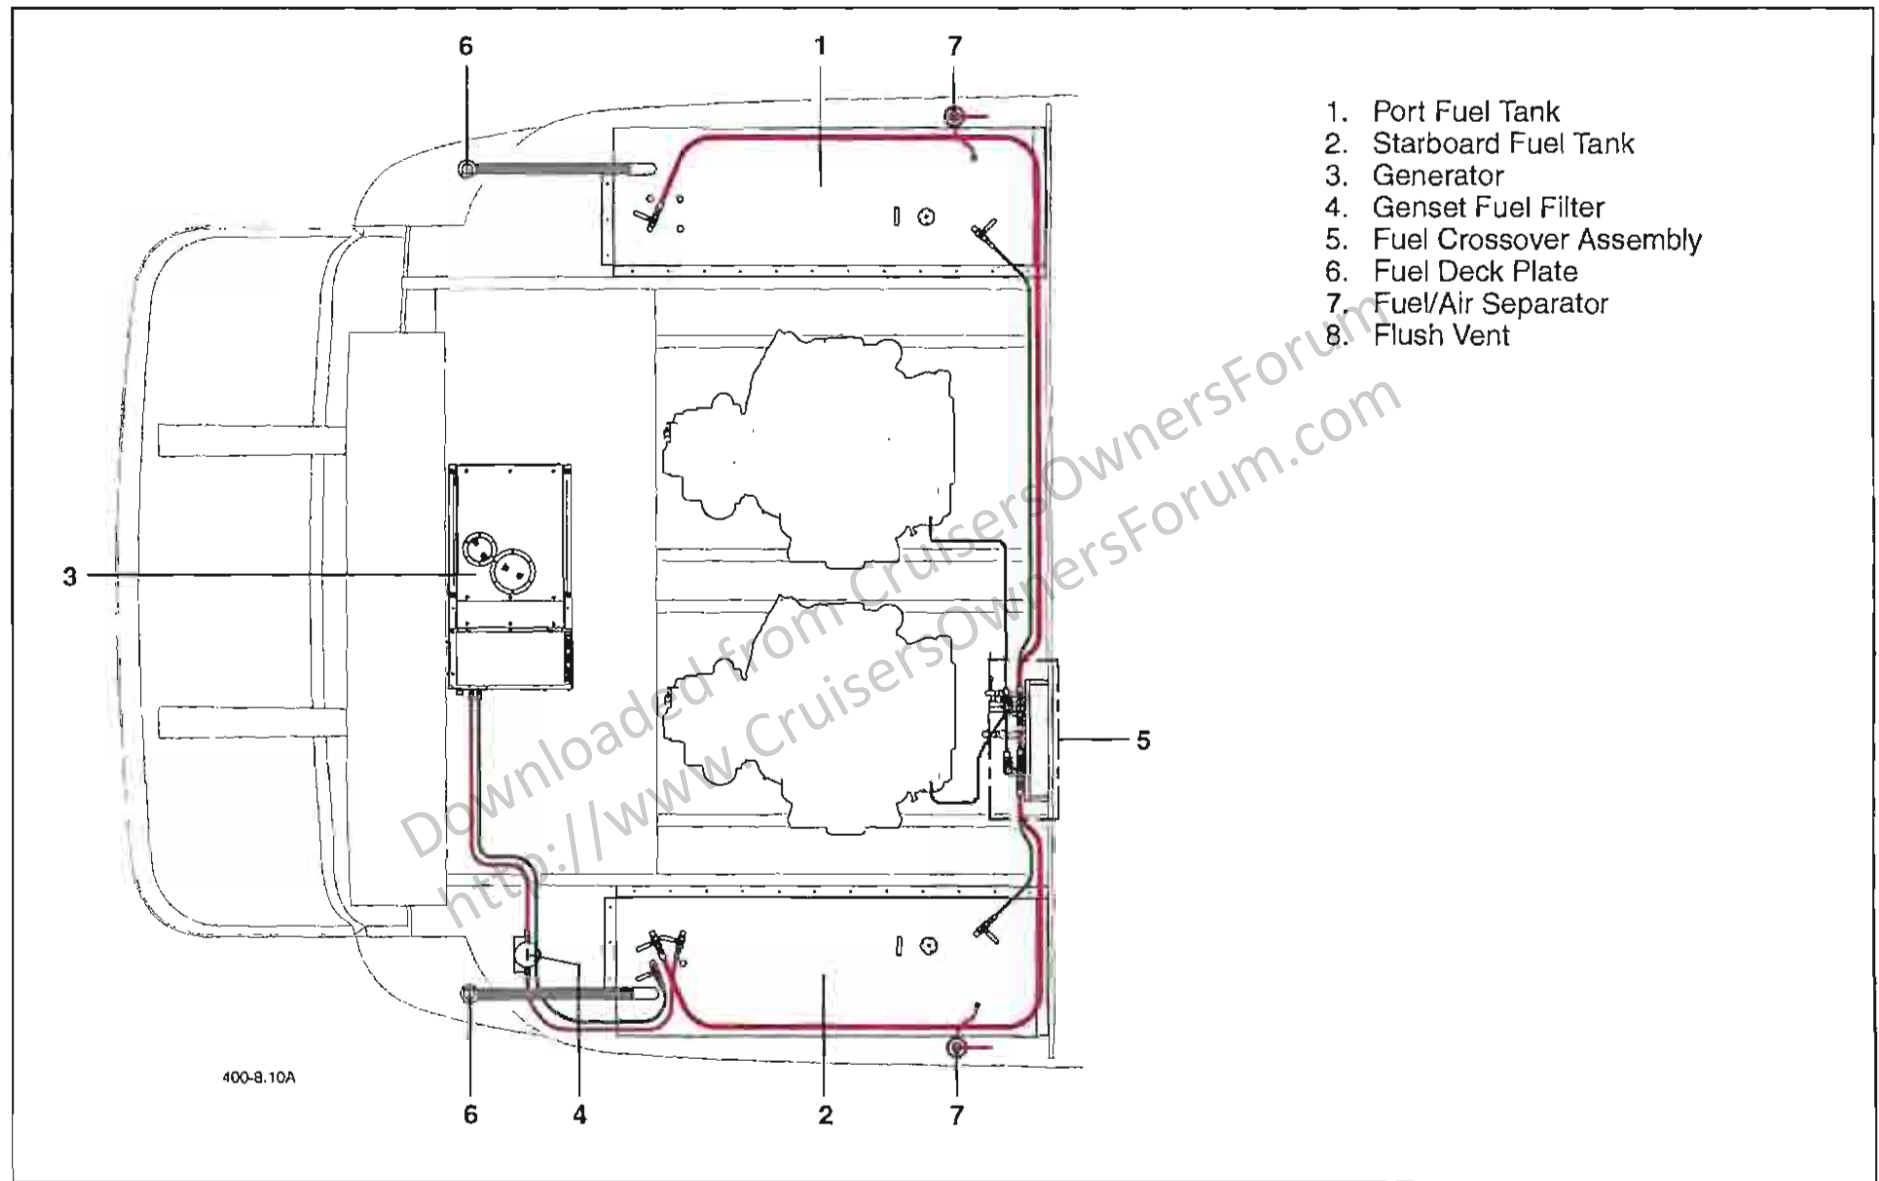 6 1 7
1. Port Fuel Tank
2. Starboard Fuel Tank
3. Generator
4. Genset Fuel Filter
5. Fuel Crossover Assembly
6. Fuel Deck Plate
7. Fuel/Air Separator
8. Flush Vent
3
5
Downloaded from CruisersOwnersForum
http://www.CruisersOwnersForum.com
400-8.10A
6 4 2 7